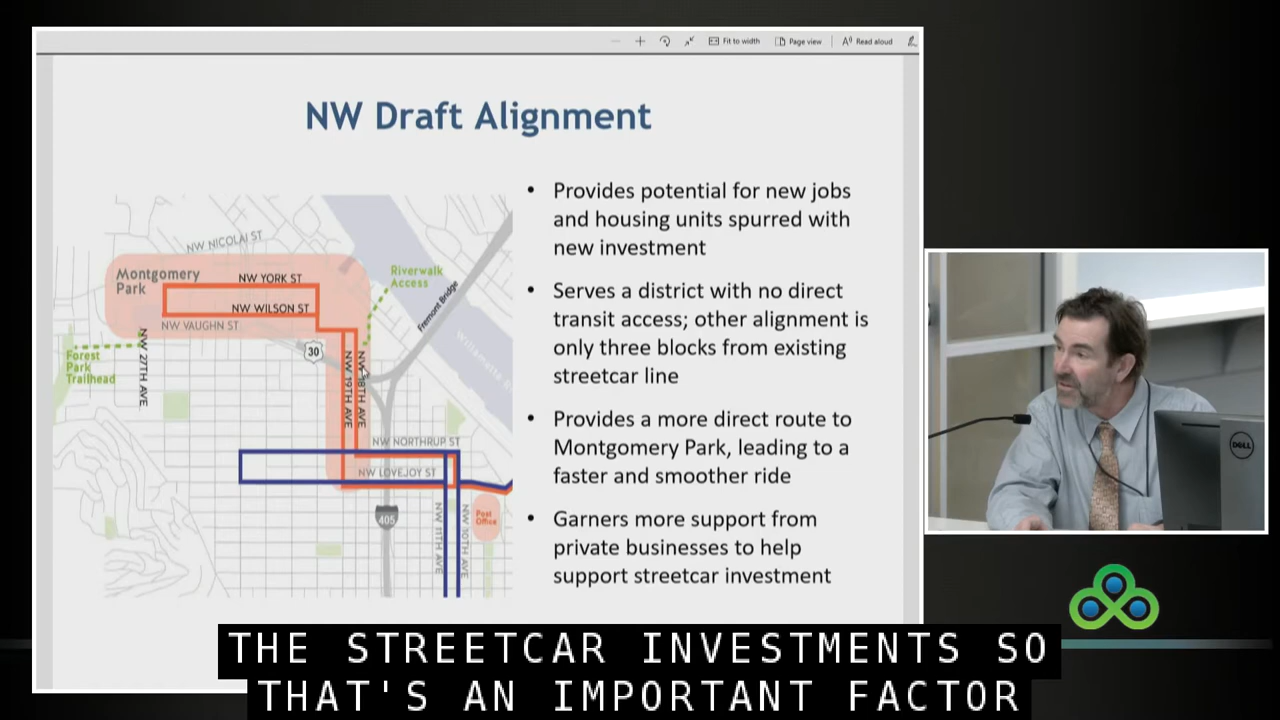 Fit to width
Page view
Read aloud
NW Draft Alignment
• Provides potential for new jobs
and housing units spurred with
new investment
• Serves a district with no direct
transit access; other alignment is
only three blocks from existing
streetcar line
• Provides a more direct route to
Montgomery Park, leading to a
faster and smoother ride
• Garners more support from
private businesses to help
support streetcar investment
NW NICOLAI ST
Montgomery
Park
NW YORK ST
NW WILSON ST
NW VAUGHN ST
Riverwalk
Access
Fremont Bridge
30
Forest
Park
Trailhead
NW 27TH AVE
NW 19TH AVE
NW 18TH AVE
NW NORTHRUP ST
NW LOVEJOY ST
405
NW 11TH AVE
NW 10TH AVE
Post
Office
DELL
THE STREETCAR INVESTMENTS SO
THAT'S AN IMPORTANT FACTOR